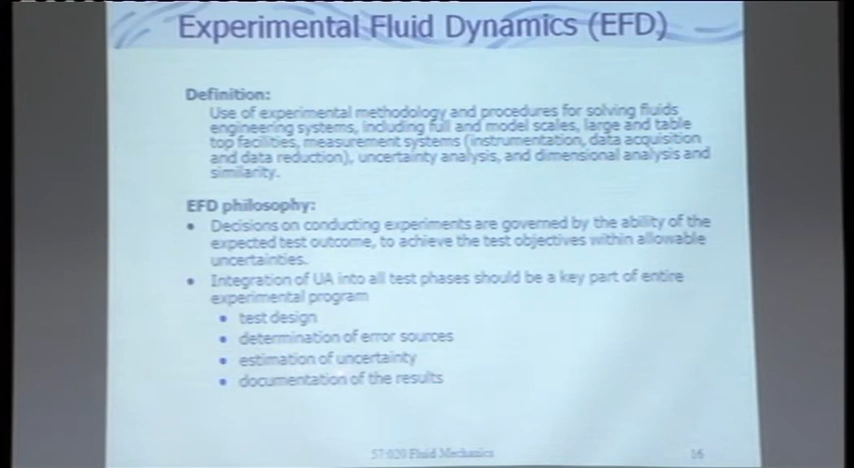 Experimental Fluid Dynamics (EFD)
Definition:
Use of experimental methodology and procedures for solving fluids
engineering systems, including full and model scales, large and table
top facilities, measurement systems (instrumentation, data acquisition
and data reduction), uncertainty analysis, and dimensional analysis and
similarity.
EFD philosophy:
• Decisions on conducting experiments are governed by the ability of the
expected test outcome, to achieve the test objectives within allowable
uncertainties.
• Integration of UA into all test phases should be a key part of entire
experimental program
• test design
• determination of error sources
• estimation of uncertainty
• documentation of the results
57:020 Fluid Mechanics
16